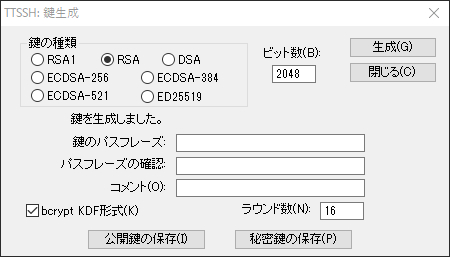 TTSSH: 鍵生成
鍵の種類
RSA1 RSA DSA
ECDSA-256 ECDSA-384
ECDSA-521 ED25519
ビット数(B):
2048
生成(G)
閉じる(C)
鍵を生成しました。
鍵のパスフレーズ:
パスフレーズの確認:
コメント(O):
bcrypt KDF形式(K) ラウンド数(N): 16
公開鍵の保存(I) 秘密鍵の保存(P)